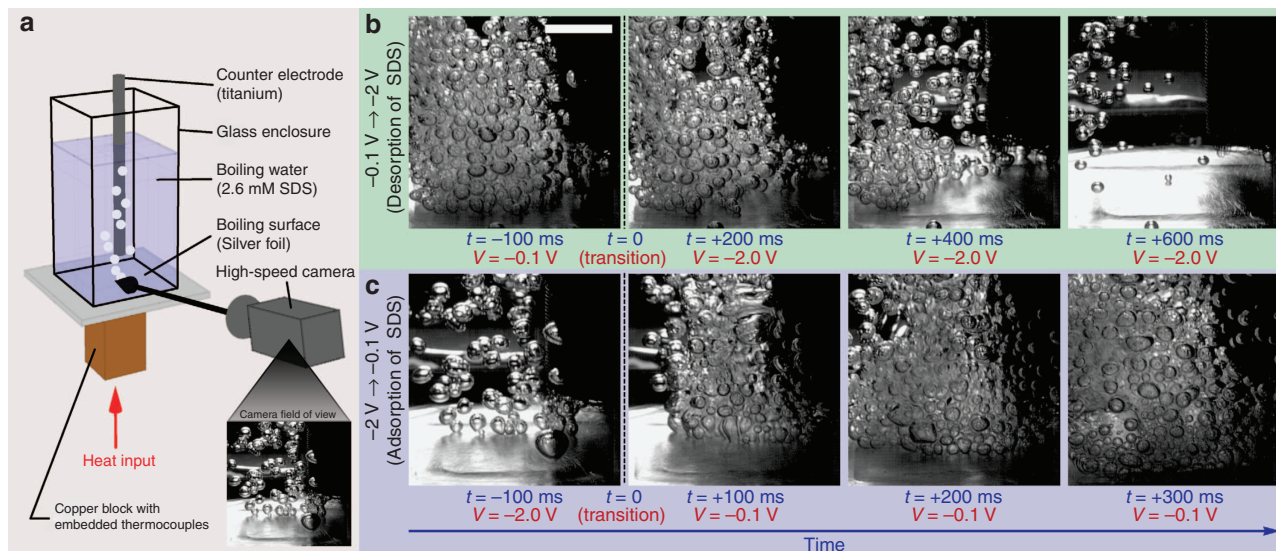 a
Counter electrode
(titanium)
Glass enclosure
Boiling water
(2.6 mM SDS)
Boiling surface
(Silver foil)
High-speed camera
Camera field of view
Heat input
Copper block with
embedded thermocouples
b
−0.1 V → −2 V
(Desorption of SDS)
t = −100 ms
V = −0.1 V
t = 0
(transition)
+200 ms
V = −2.0 V
t = +400 ms
V = −2.0 V
t = +600 ms
V = −2.0 V
c
−2 V → −0.1 V
(Adsorption of SDS)
t = −100 ms
V = −2.0 V
t = 0
(transition)
+100 ms
V = −0.1 V
t = +200 ms
V = −0.1 V
t = +300 ms
V = −0.1 V
Time